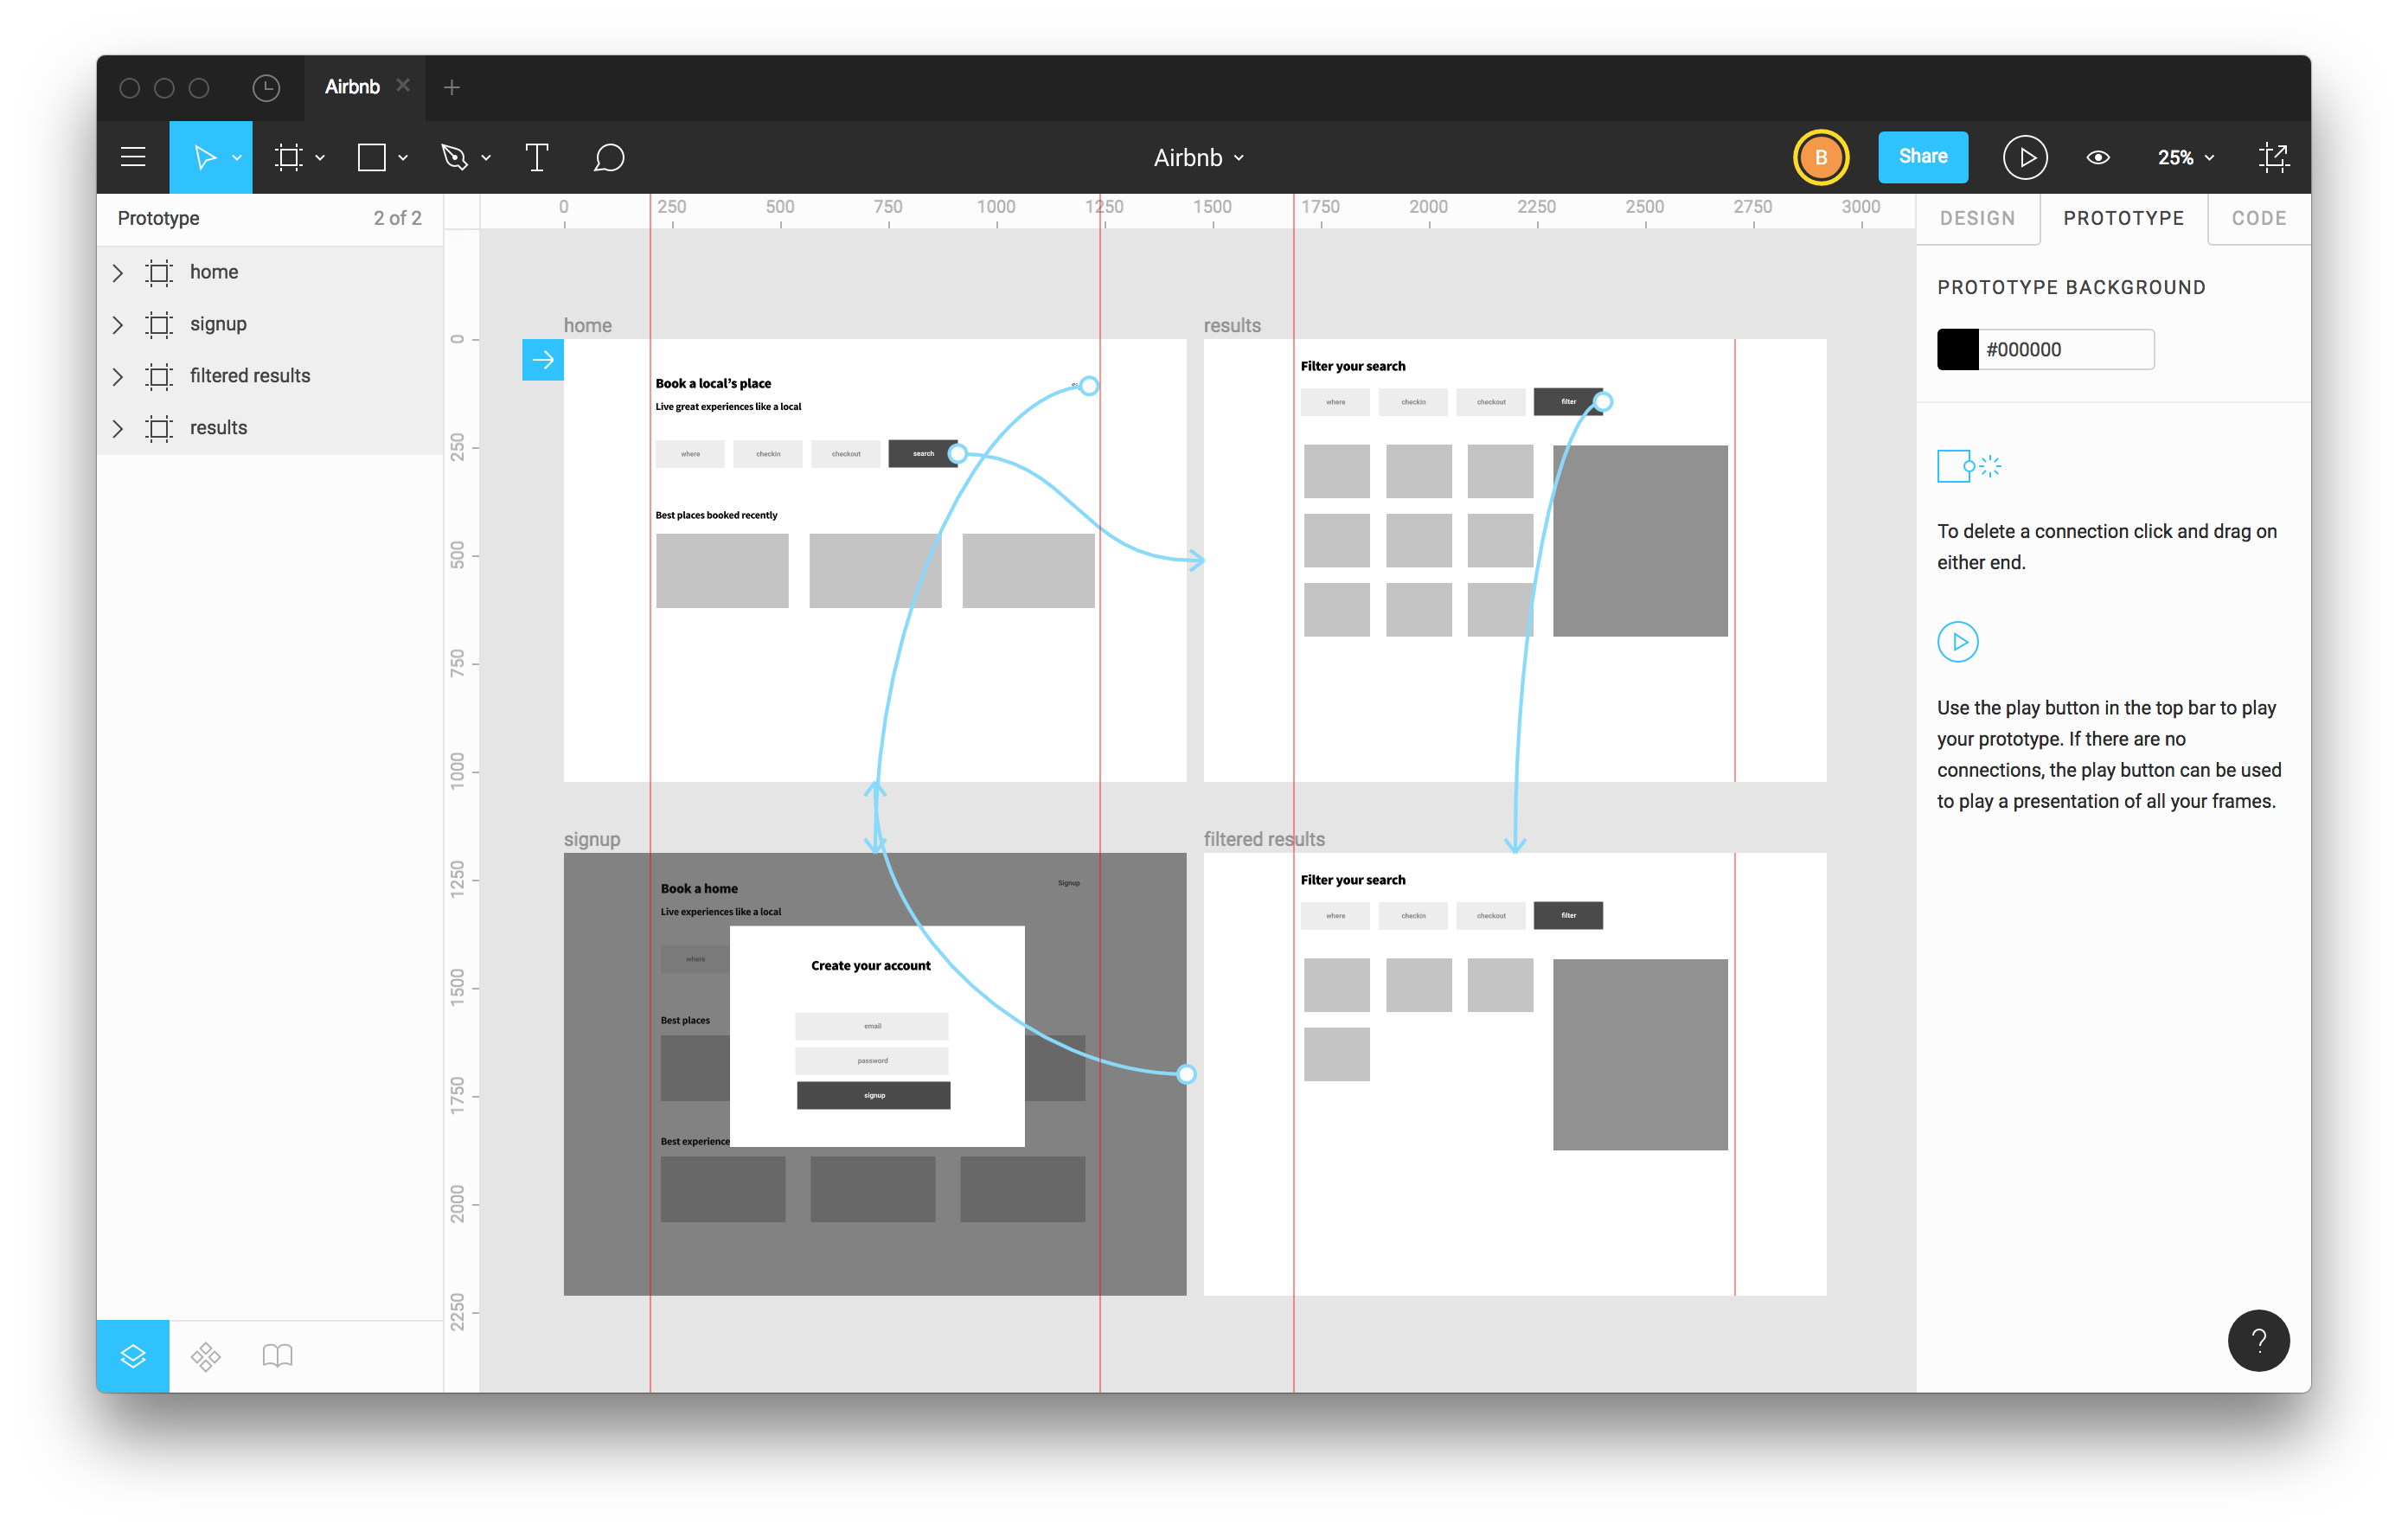 Airbnb
Airbnb
B
Share
25%
Prototype
2 of 2
home
signup
filtered results
results
0 250 500 750 1000 1250 1500 1750 2000 2250 2500 2750 3000
0
250
500
750
1000
1250
1500
1750
2000
2250
home
Book a local's place
Live great experiences like a local
where
checkin
checkout
search
Best places booked recently
results
Filter your search
where
checkin
checkout
filter
signup
Book a home
Signup
Live experiences like a local
where
Best places
Best experience
Create your account
email
password
signup
filtered results
Filter your search
where
checkin
checkout
filter
DESIGN
PROTOTYPE
CODE
PROTOTYPE BACKGROUND
#000000
To delete a connection click and drag on
either end.
Use the play button in the top bar to play
your prototype. If there are no
connections, the play button can be used
to play a presentation of all your frames.
?